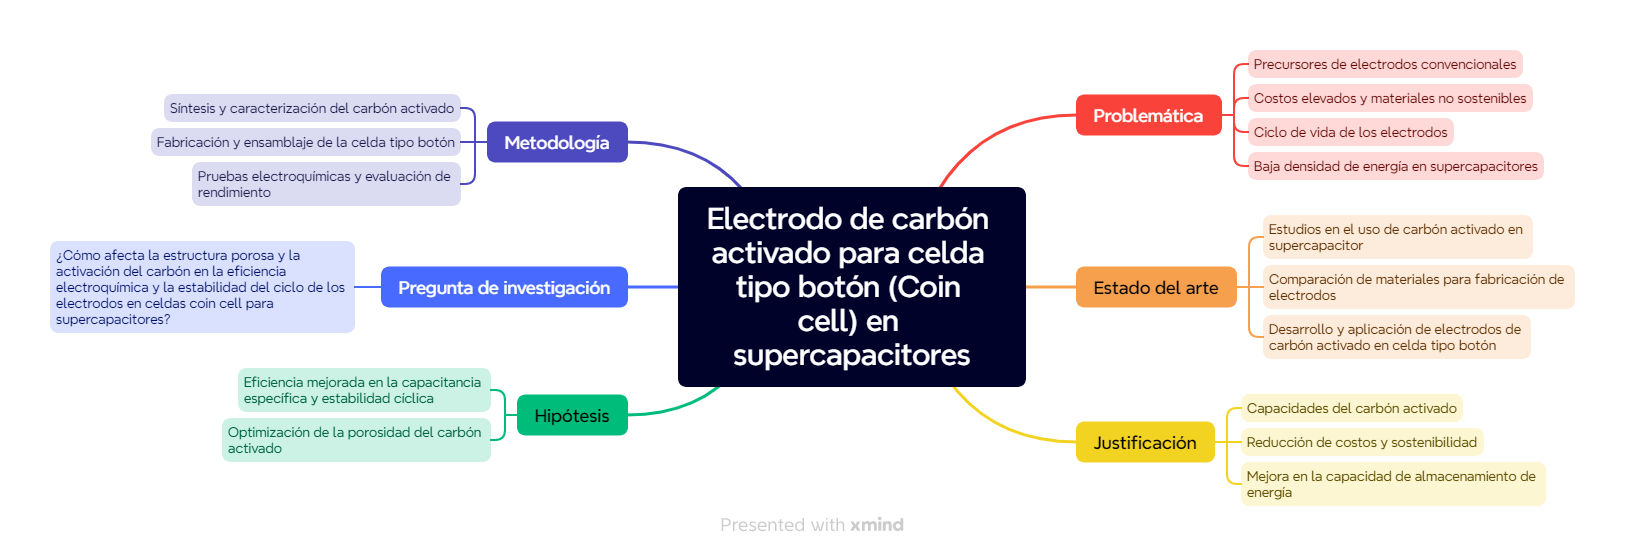 Electrodo de carbón
activado para celda
tipo botón (Coin
cell) en
supercapacitores
Problemática
Precursores de electrodos convencionales
Costos elevados y materiales no sostenibles
Ciclo de vida de los electrodos
Baja densidad de energía en supercapacitores
Estado del arte
Estudios en el uso de carbón activado en
supercapacitor
Comparación de materiales para fabricación de
electrodos
Desarrollo y aplicación de electrodos de
carbón activado en celda tipo botón
Justificación
Capacidades del carbón activado
Reducción de costos y sostenibilidad
Mejora en la capacidad de almacenamiento de
energía
Metodología
Síntesis y caracterización del carbón activado
Fabricación y ensamblaje de la celda tipo botón
Pruebas electroquímicas y evaluación de
rendimiento
Pregunta de investigación
¿Cómo afecta la estructura porosa y la
activación del carbón en la eficiencia
electroquímica y la estabilidad del ciclo de los
electrodos en celdas coin cell para
supercapacitores?
Hipótesis
Eficiencia mejorada en la capacitancia
específica y estabilidad cíclica
Optimización de la porosidad del carbón
activado
Presented with xmind